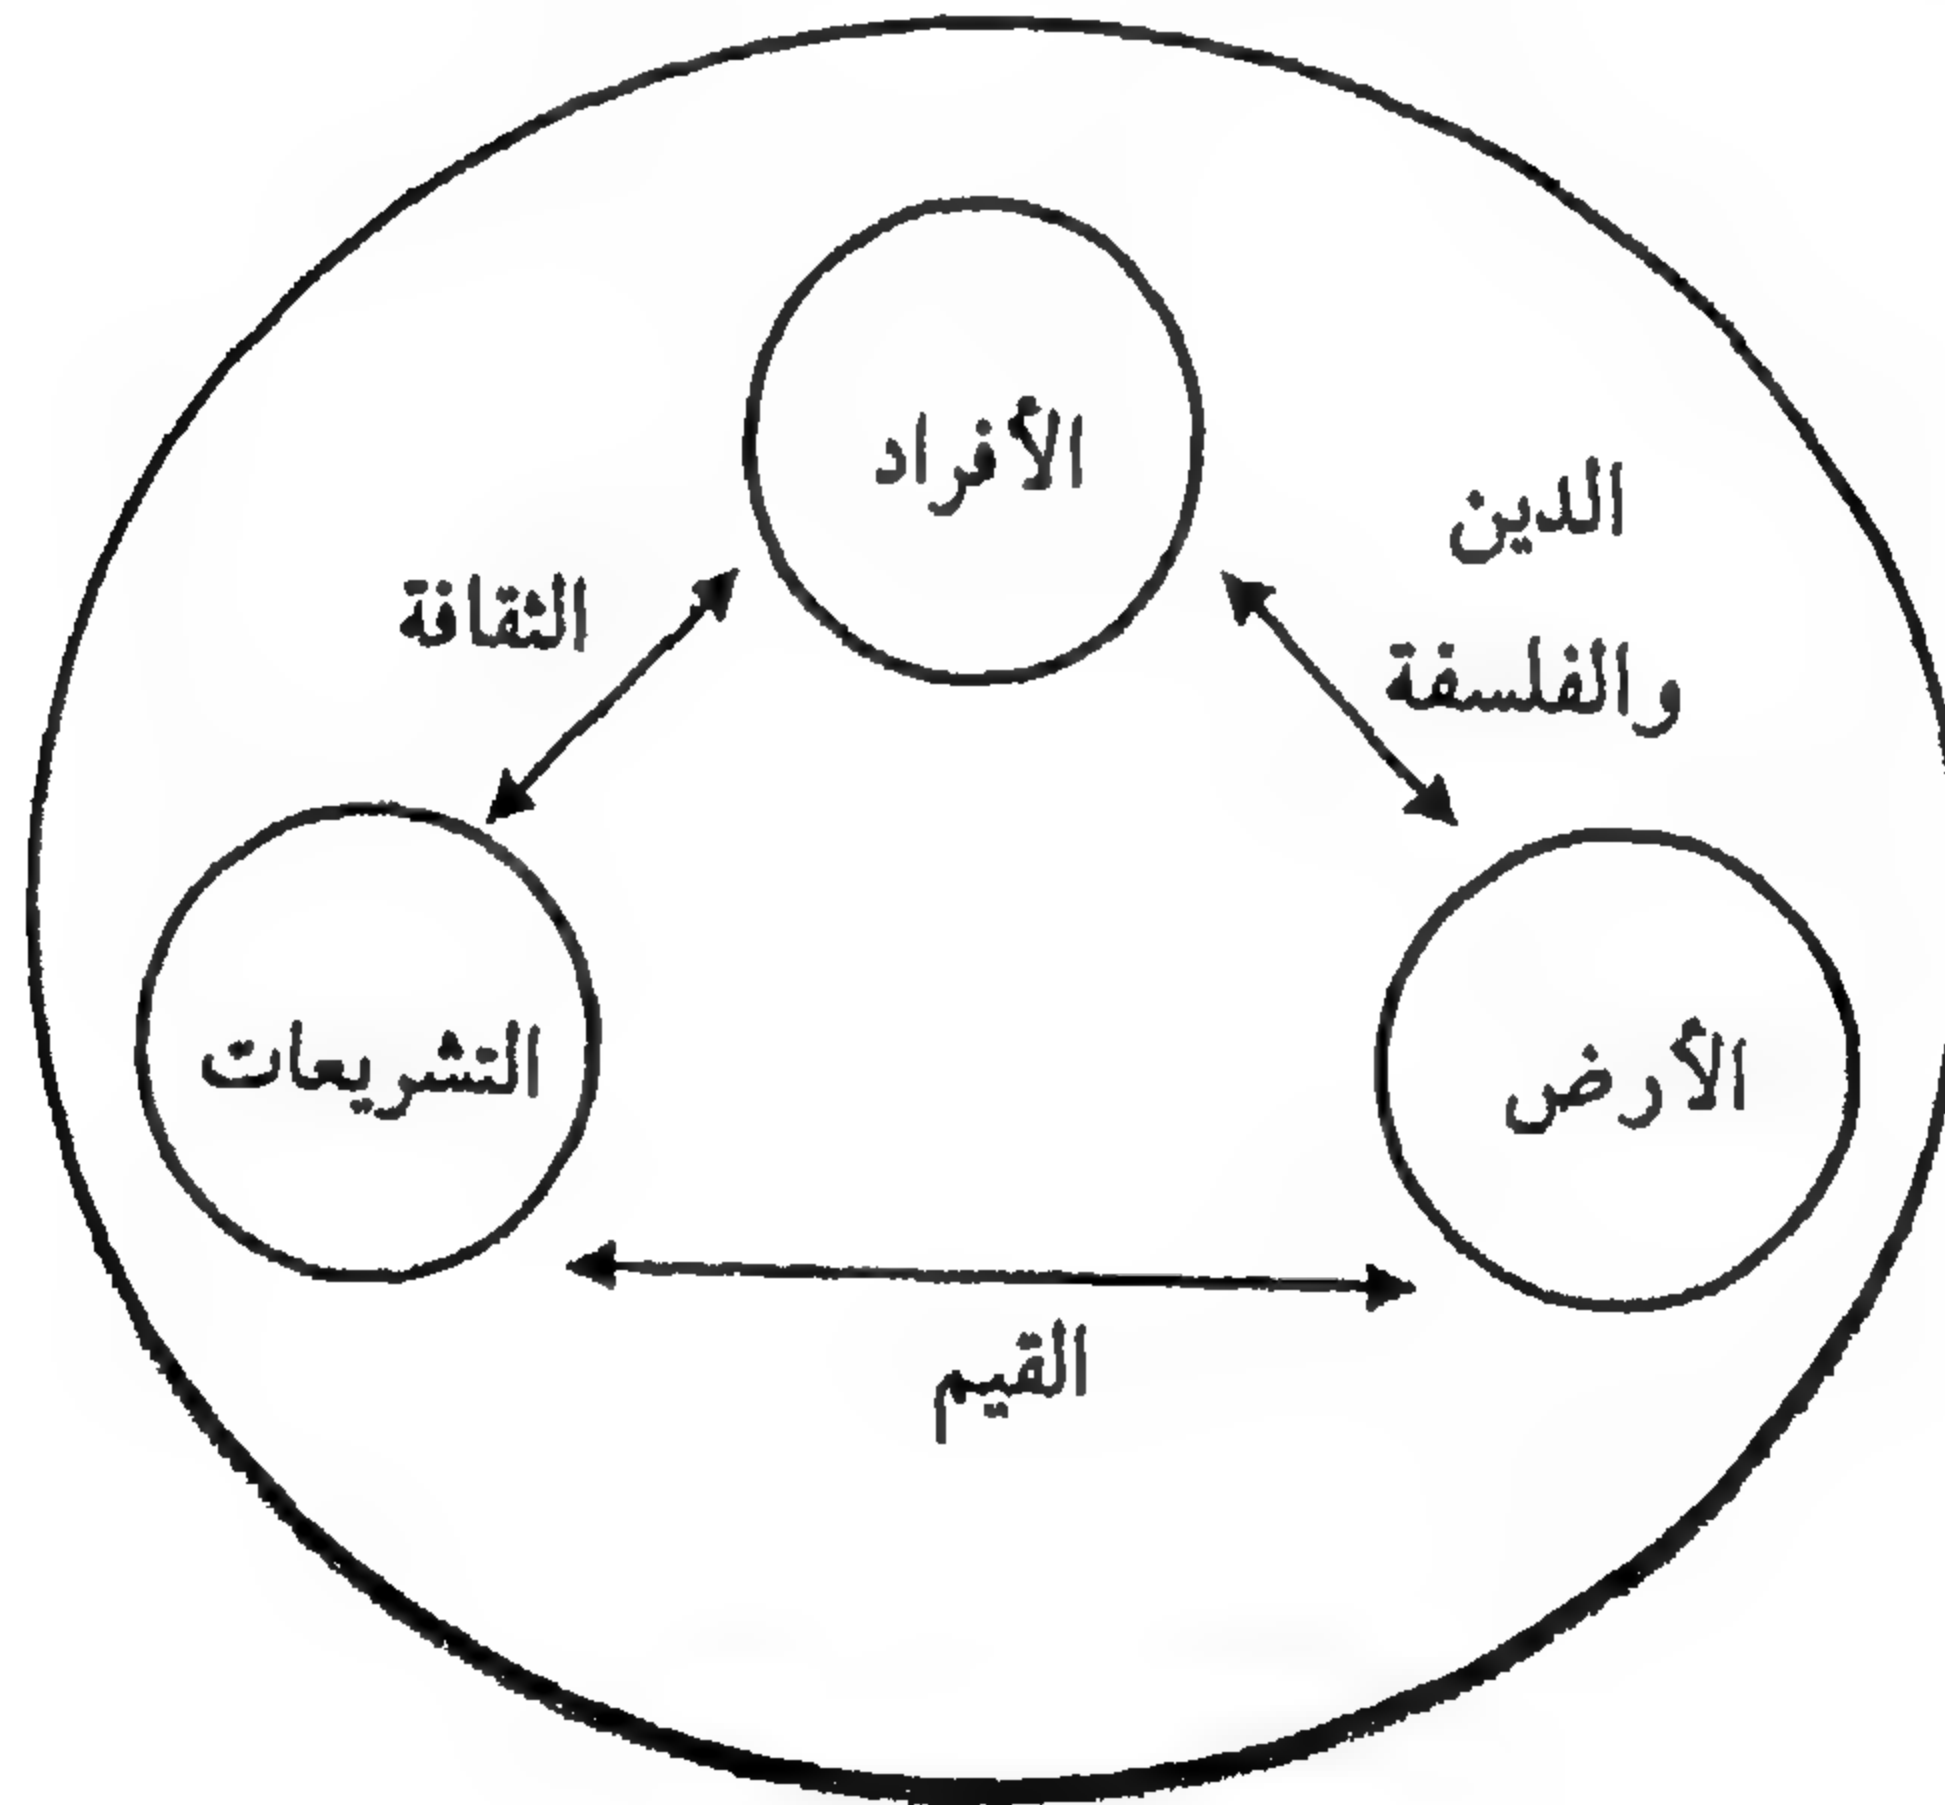 الأفراد
الدين
والفلسفة
الثقافة
الأرض
التشريعات
القيم